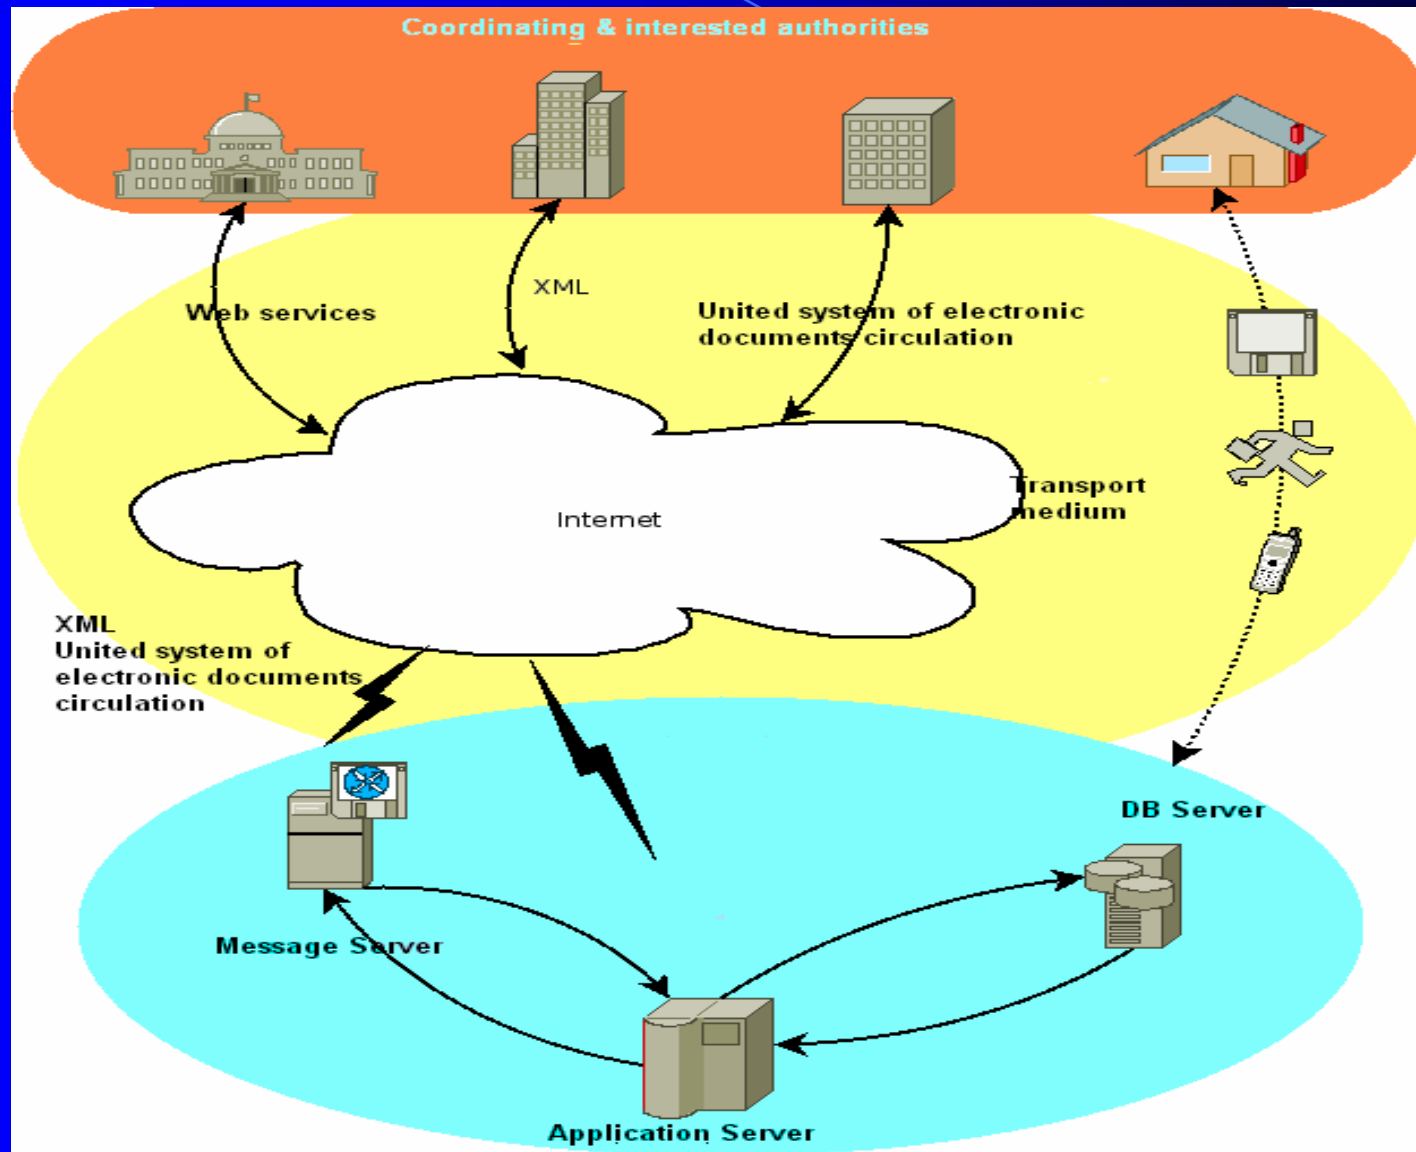 Coordinating & interested authorities
Web services
XML
United system of electronic
documents circulation
Internet
Transport
medium
XML
United system of
electronic documents
circulation
DB Server
Message Server
Application Server